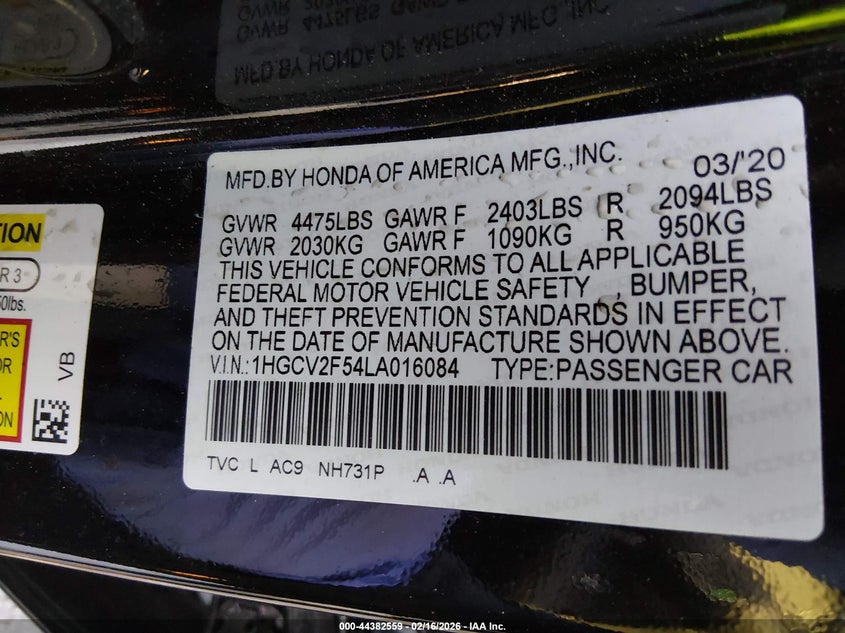 MFD.BY HONDA OF AMERICA MFG.,INC. 03/'20
GVWR 4475LBS GAWR F 2403LBS R 2094LBS
GVWR 2030KG GAWR F 1090KG R 950KG
THIS VEHICLE CONFORMS TO ALL APPLICABLE
FEDERAL MOTOR VEHICLE SAFETY , BUMPER,
AND THEFT PREVENTION STANDARDS IN EFFECT
ON THE DATE OF MANUFACTURE SHOWN ABOVE.
V.I.N.:1HGCV2F54LA016084 TYPE:PASSENGER CAR
TVC L AC9 NH731P .A .A
VB
000-44382559 - 02/16/2026 - IAA Inc.